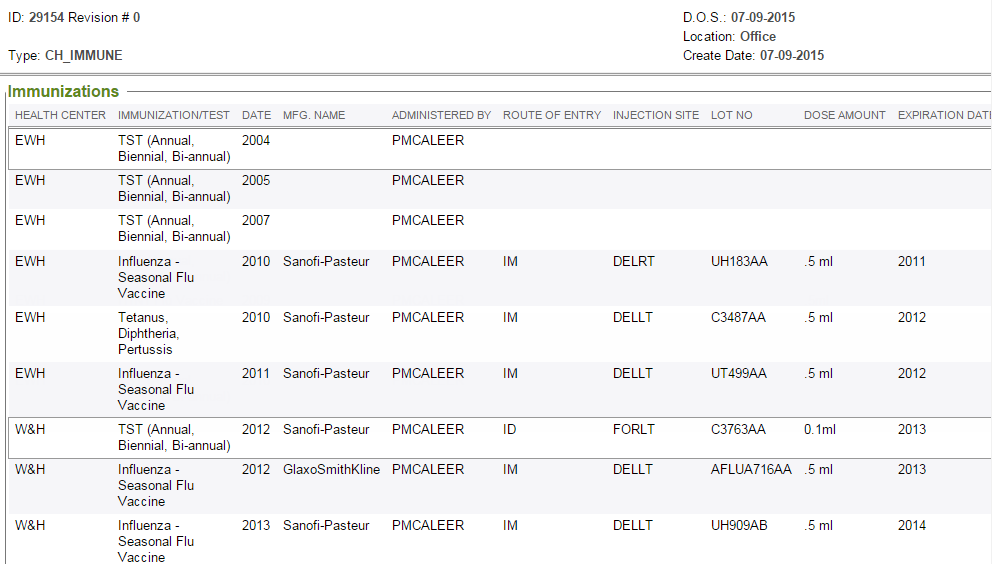 ID: 29154 Revision # 0
D.O.S.: 07-09-2015
Location: Office
Type: CH_IMMUNE
Create Date: 07-09-2015
Immunizations
HEALTH CENTER IMMUNIZATION/TEST DATE MFG. NAME ADMINISTERED BY ROUTE OF ENTRY INJECTION SITE LOT NO DOSE AMOUNT EXPIRATION DATE
EWH TST (Annual, 2004 PMCALEER
Biennial, Bi-annual)
EWH TST (Annual, 2005 PMCALEER
Biennial, Bi-annual)
EWH TST (Annual, 2007 PMCALEER
Biennial, Bi-annual)
EWH Influenza - 2010 Sanofi-Pasteur PMCALEER IM DELRT UH183AA .5 ml 2011
Seasonal Flu
Vaccine
EWH Tetanus, 2010 Sanofi-Pasteur PMCALEER IM DELLT C3487AA .5 ml 2012
Diphtheria,
Pertussis
EWH Influenza - 2011 Sanofi-Pasteur PMCALEER IM DELLT UT499AA .5 ml 2012
Seasonal Flu
Vaccine
W&H TST (Annual, 2012 Sanofi-Pasteur PMCALEER ID FORLT C3763AA 0.1ml 2013
Biennial, Bi-annual)
W&H Influenza - 2012 GlaxoSmithKline PMCALEER IM DELLT AFLUA716AA .5 ml 2013
Seasonal Flu
Vaccine
W&H Influenza - 2013 Sanofi-Pasteur PMCALEER IM DELLT UH909AB .5 ml 2014
Seasonal Flu
Vaccine